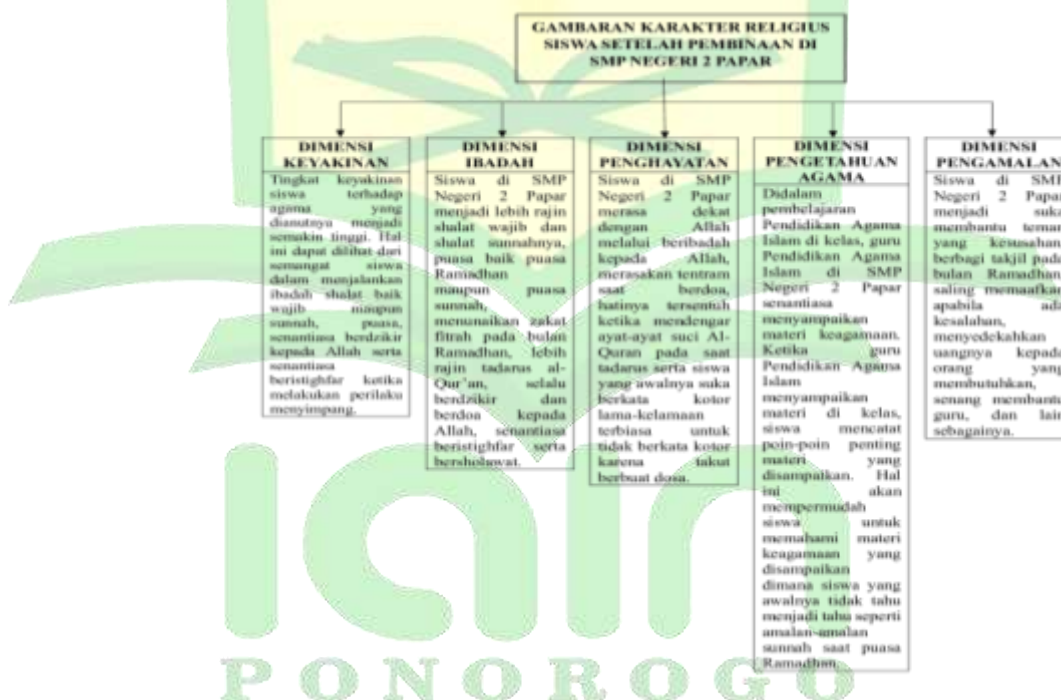 GAMBARAN KARAKTER RELIGIUS
SISWA SETELAH PEMBINAAN DI
SMP NEGERI 2 PAPAR
DIMENSI
KEYAKINAN
Tingkat keyakinan
siswa terhadap
agama yang
dianutnya menjadi
semakin tinggi. Hal
ini dapat dilihat dari
semangat siswa
dalam menjalankan
ibadah shalat baik
wajib maupun
sunnah, puasa,
senantiasa berdzikir
kepada Allah serta
senantiasa
beristighfar ketika
melakukan perilaku
menyimpang.
DIMENSI
IBADAH
Siswa di SMP
Negeri 2 Papar
menjadi lebih rajin
shalat wajib dan
shalat sunnahnya,
puasa baik puasa
Ramadhan
maupun puasa
sunnah,
menunaikan zakat
fitrah pada bulan
Ramadhan, lebih
rajin tadarus al-
Qur'an, selalu
berdzikir dan
berdoa kepada
Allah, senantiasa
beristighfar serta
bersholawat.
DIMENSI
PENGHAYATAN
Siswa di SMP
Negeri 2 Papar
merasa dekat
dengan Allah
melalui beribadah
kepada Allah,
merasakan tentram
saat berdoa,
hatinya tersentuh
ketika mendengar
ayat-ayat suci Al-
Quran pada saat
tadarus serta siswa
yang awalnya suka
berkata kotor
lama-kelamaan
terbiasa untuk
tidak berkata kotor
karena takut
berbuat dosa.
DIMENSI
PENGETAHUAN
AGAMA
Didalam
pembelajaran
Pendidikan Agama
Islam di kelas, guru
Pendidikan Agama
Islam di SMP
Negeri 2 Papar
senantiasa
menyampaikan
materi keagamaan.
Ketika guru
Pendidikan Agama
Islam
menyampaikan
materi di kelas,
siswa mencatat
poin-poin penting
materi yang
disampaikan. Hal
ini akan
mempermudah
siswa untuk
memahami materi
keagamaan yang
disampaikan
dimana siswa yang
awalnya tidak tahu
menjadi tahu seperti
amalan-amalan
sunnah saat puasa
Ramadhan.
DIMENSI
PENGAMALAN
Siswa di SMP
Negeri 2 Papar
menjadi suka
membantu teman
yang kesusahan,
berbagi takjil pada
bulan Ramadhan,
saling memaafkan
apabila ada
kesalahan,
menyedekahkan
uangnya kepada
orang yang
membutuhkan,
senang membantu
guru, dan lain
sebagainya.
iain
PONOROGO